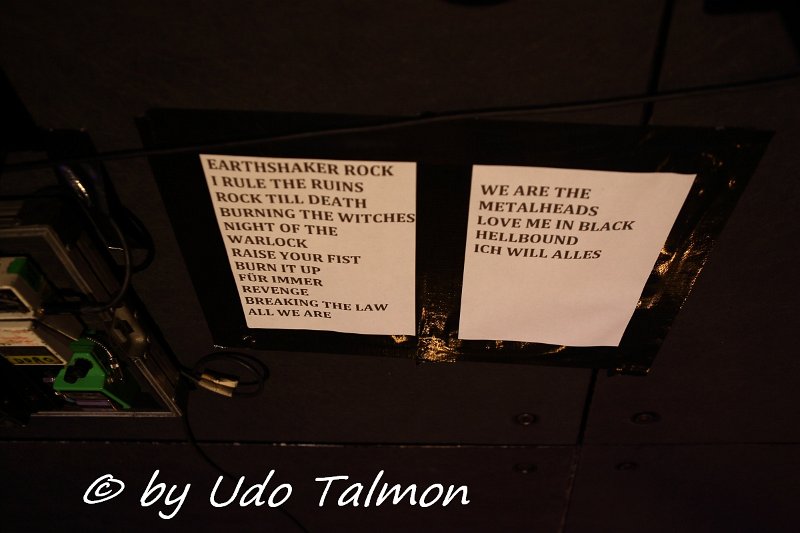 EARTHSHAKER ROCK
I RULE THE RUINS
ROCK TILL DEATH
BURNING THE WITCHES
NIGHT OF THE
WARLOCK
RAISE YOUR FIST
BURN IT UP
FÜR IMMER
REVENGE
BREAKING THE LAW
ALL WE ARE
WE ARE THE
METALHEADS
LOVE ME IN BLACK
HELLBOUND
ICH WILL ALLES
© by Udo Talmon